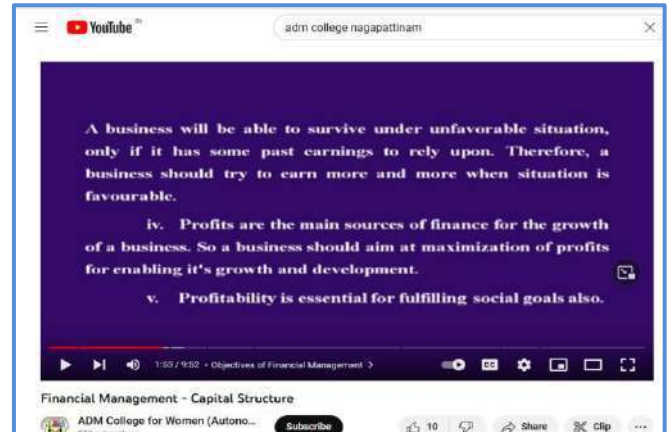 YouTube IN
adm college nagapattinam
A business will be able to survive under unfavorable situation,
only if it has some past earnings to rely upon. Therefore, a
business should try to earn more and more when situation is
favourable.
iv. Profits are the main sources of finance for the growth
of a business. So a business should aim at maximization of profits
for enabling it's growth and development.
v. Profitability is essential for fulfilling social goals also.
1:53 / 9:52 • Objectives of Financial Management >
Financial Management - Capital Structure
ADM College for Women (Autono...
Subscribe
10
Share
Clip